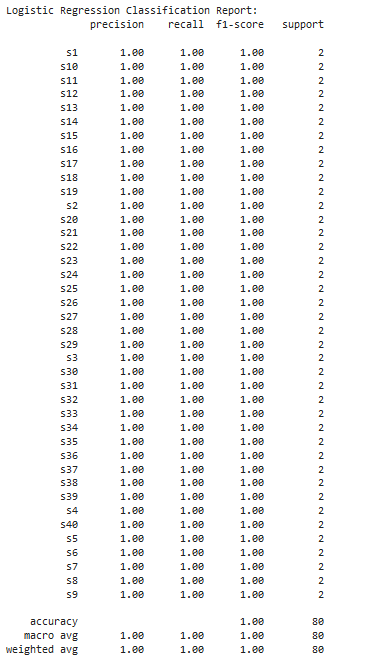 Logistic Regression Classification Report:
precision recall f1-score support
s1 1.00 1.00 1.00 2
s10 1.00 1.00 1.00 2
s11 1.00 1.00 1.00 2
s12 1.00 1.00 1.00 2
s13 1.00 1.00 1.00 2
s14 1.00 1.00 1.00 2
s15 1.00 1.00 1.00 2
s16 1.00 1.00 1.00 2
s17 1.00 1.00 1.00 2
s18 1.00 1.00 1.00 2
s19 1.00 1.00 1.00 2
s2 1.00 1.00 1.00 2
s20 1.00 1.00 1.00 2
s21 1.00 1.00 1.00 2
s22 1.00 1.00 1.00 2
s23 1.00 1.00 1.00 2
s24 1.00 1.00 1.00 2
s25 1.00 1.00 1.00 2
s26 1.00 1.00 1.00 2
s27 1.00 1.00 1.00 2
s28 1.00 1.00 1.00 2
s29 1.00 1.00 1.00 2
s3 1.00 1.00 1.00 2
s30 1.00 1.00 1.00 2
s31 1.00 1.00 1.00 2
s32 1.00 1.00 1.00 2
s33 1.00 1.00 1.00 2
s34 1.00 1.00 1.00 2
s35 1.00 1.00 1.00 2
s36 1.00 1.00 1.00 2
s37 1.00 1.00 1.00 2
s38 1.00 1.00 1.00 2
s39 1.00 1.00 1.00 2
s4 1.00 1.00 1.00 2
s40 1.00 1.00 1.00 2
s5 1.00 1.00 1.00 2
s6 1.00 1.00 1.00 2
s7 1.00 1.00 1.00 2
s8 1.00 1.00 1.00 2
s9 1.00 1.00 1.00 2
accuracy 1.00 80
macro avg 1.00 1.00 1.00 80
weighted avg 1.00 1.00 1.00 80